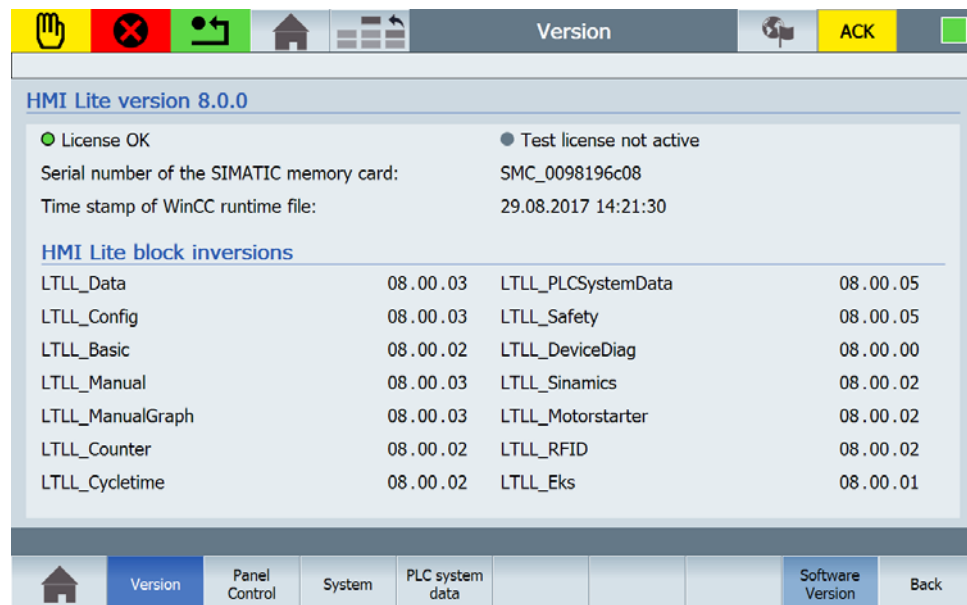 Version
ACK
HMI Lite version 8.0.0
License OK
Test license not active
Serial number of the SIMATIC memory card:
SMC_0098196c08
Time stamp of WinCC runtime file:
29.08.2017 14:21:30
HMI Lite block inversions
LTLL_Data 08.00.03 LTLL_PLCSystemData 08.00.05
LTLL_Config 08.00.03 LTLL_Safety 08.00.05
LTLL_Basic 08.00.02 LTLL_DeviceDiag 08.00.00
LTLL_Manual 08.00.03 LTLL_Sinamics 08.00.02
LTLL_ManualGraph 08.00.03 LTLL_Motorstarter 08.00.02
LTLL_Counter 08.00.02 LTLL_RFID 08.00.02
LTLL_Cycletime 08.00.02 LTLL_Eks 08.00.01
Version
Panel
Control
System
PLC system
data
Software
Version
Back